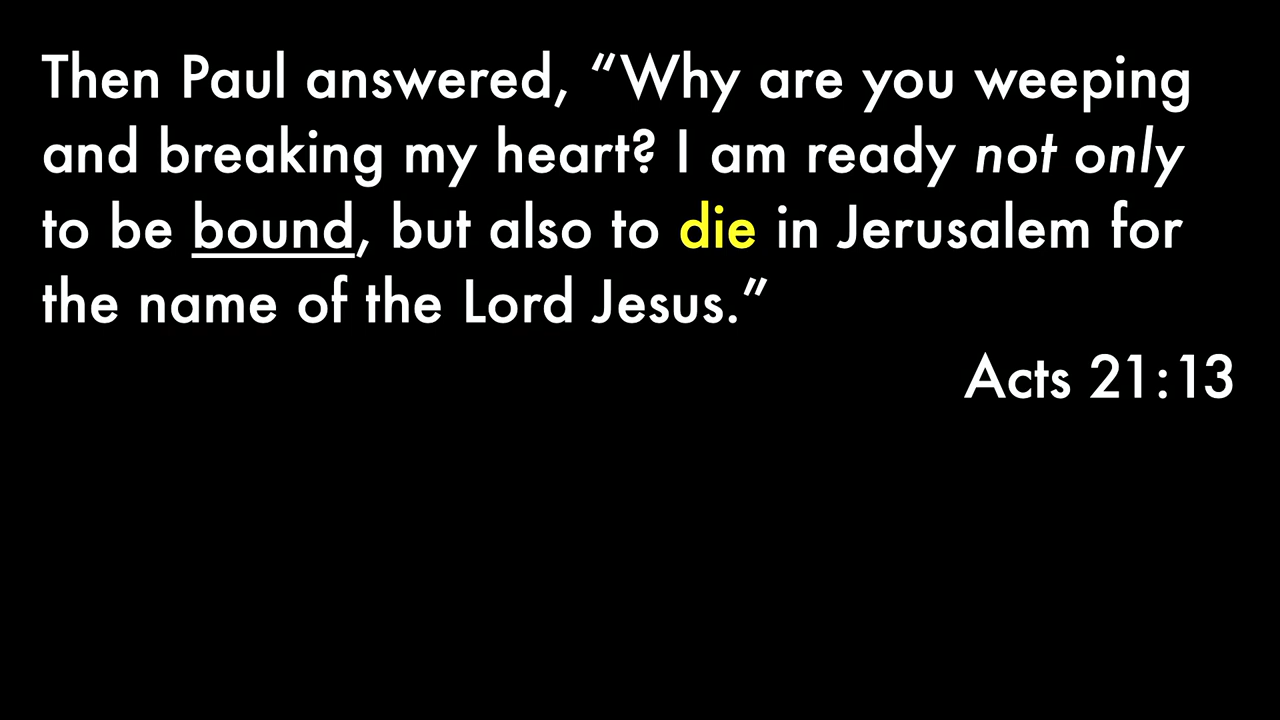 Then Paul answered, “Why are you weeping
and breaking my heart? I am ready not only
to be bound, but also to die in Jerusalem for
the name of the Lord Jesus.”
Acts 21:13